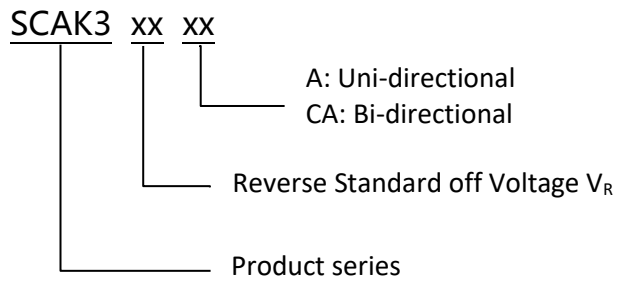 SCAK3 xx xx
A: Uni-directional
CA: Bi-directional
Reverse Standard off Voltage VR
Product series